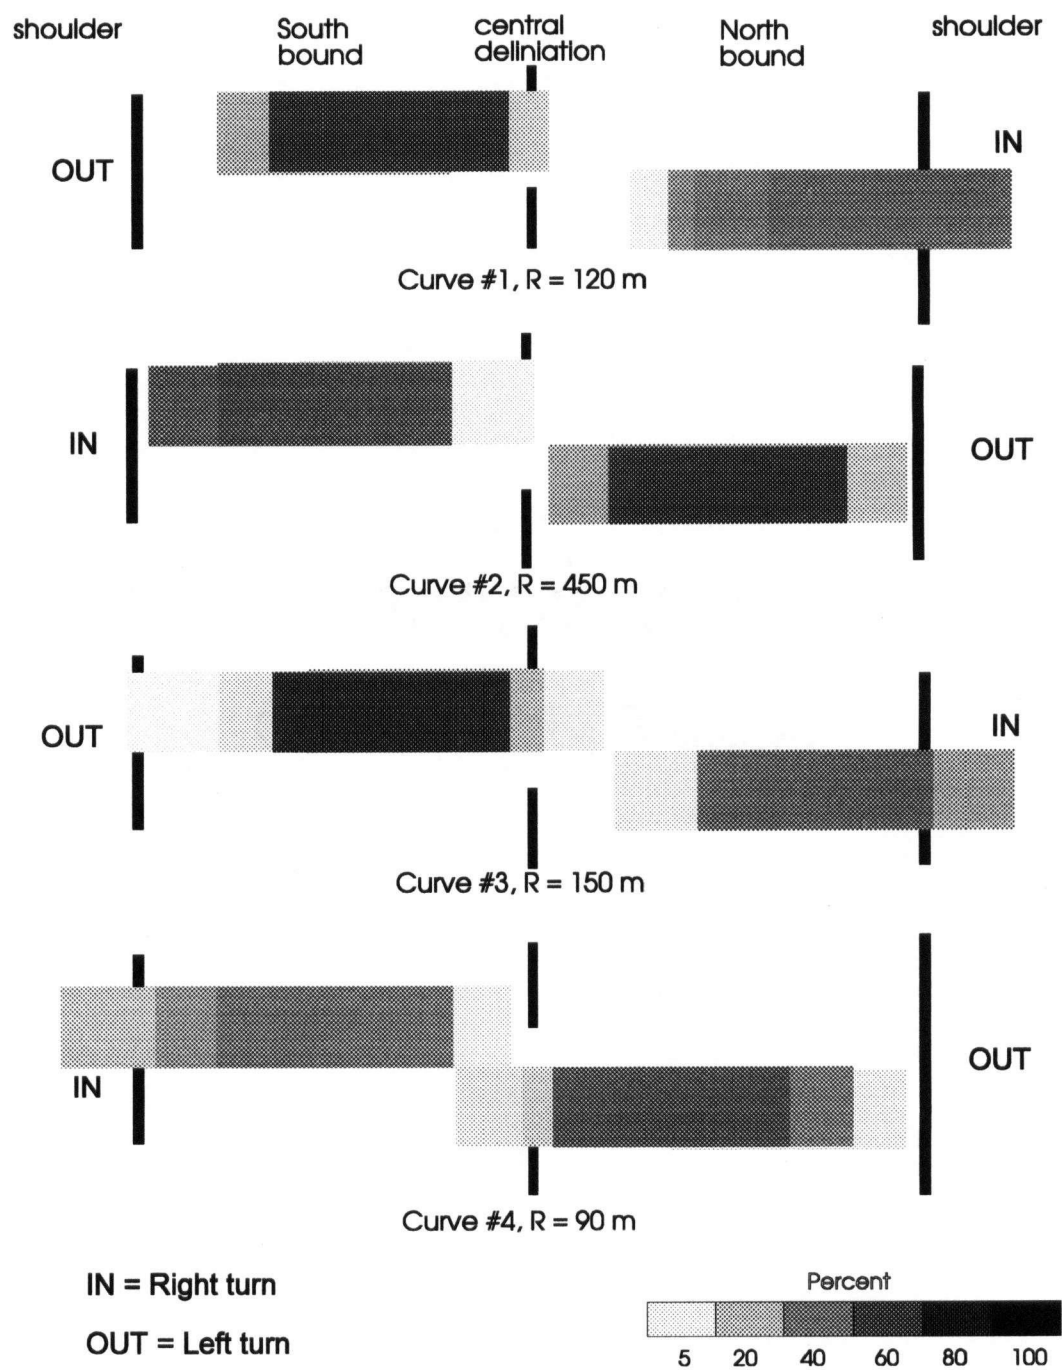 shoulder
South
bound
central
deliniation
North
bound
shoulder
OUT
IN
Curve #1, R = 120 m
IN
OUT
Curve #2, R = 450 m
OUT
IN
Curve #3, R = 150 m
IN
OUT
Curve #4, R = 90 m
IN = Right turn
OUT = Left turn
Percent
5 20 40 60 80 100